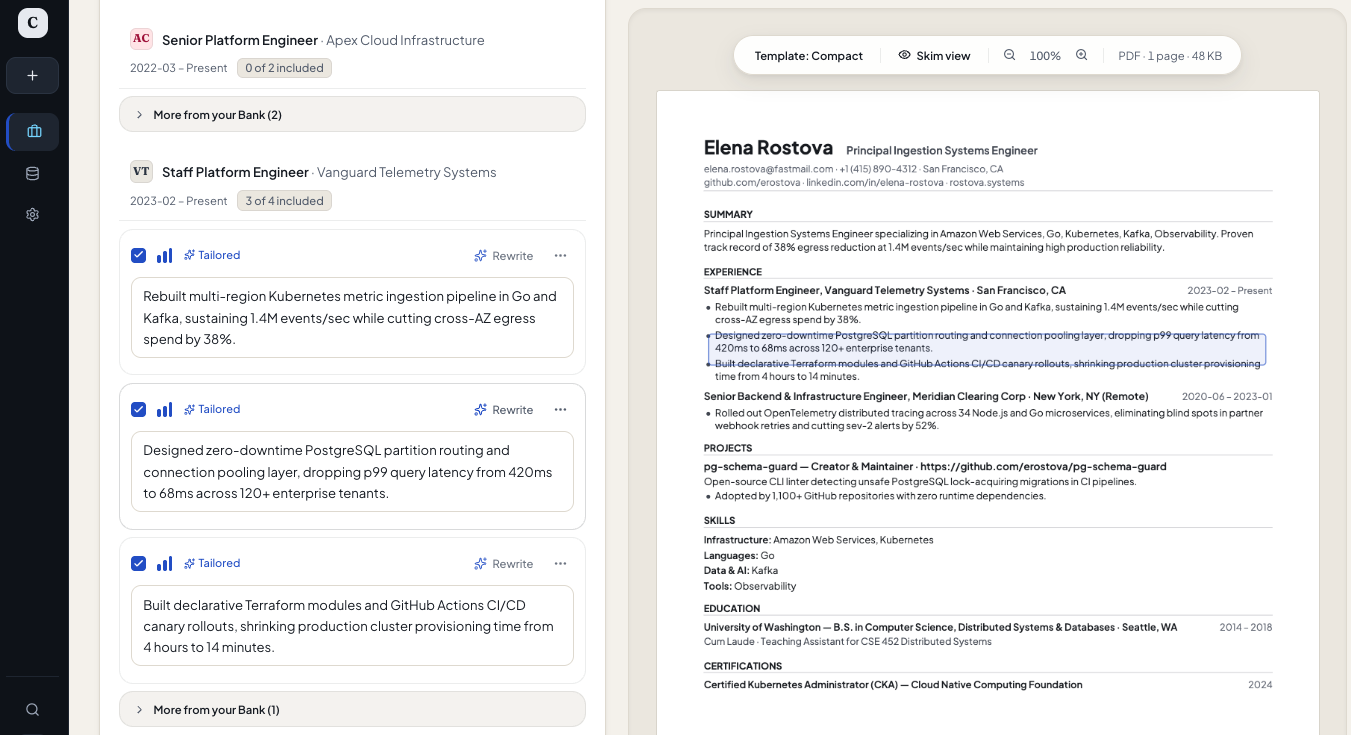 C
AC Senior Platform Engineer · Apex Cloud Infrastructure
2022-03 – Present 0 of 2 included
More from your Bank (2)
VT Staff Platform Engineer · Vanguard Telemetry Systems
2023-02 – Present 3 of 4 included
Tailored Rewrite
Rebuilt multi-region Kubernetes metric ingestion pipeline in Go and
Kafka, sustaining 1.4M events/sec while cutting cross-AZ egress
spend by 38%.
Tailored Rewrite
Designed zero-downtime PostgreSQL partition routing and
connection pooling layer, dropping p99 query latency from 420ms
to 68ms across 120+ enterprise tenants.
Tailored Rewrite
Built declarative Terraform modules and GitHub Actions CI/CD
canary rollouts, shrinking production cluster provisioning time from
4 hours to 14 minutes.
More from your Bank (1)
Template: Compact Skim view 100% PDF · 1 page · 48 KB
Elena Rostova Principal Ingestion Systems Engineer
elena.rostova@fastmail.com · +1 (415) 890-4312 · San Francisco, CA
github.com/erostova · linkedin.com/in/elena-rostova · rostova.systems
SUMMARY
Principal Ingestion Systems Engineer specializing in Amazon Web Services, Go, Kubernetes, Kafka, Observability. Proven
track record of 38% egress reduction at 1.4M events/sec while maintaining high production reliability.
EXPERIENCE
Staff Platform Engineer, Vanguard Telemetry Systems · San Francisco, CA 2023-02 – Present
• Rebuilt multi-region Kubernetes metric ingestion pipeline in Go and Kafka, sustaining 1.4M events/sec while cutting
cross-AZ egress spend by 38%.
• Designed zero-downtime PostgreSQL partition routing and connection pooling layer, dropping p99 query latency from
420ms to 68ms across 120+ enterprise tenants.
• Built declarative Terraform modules and GitHub Actions CI/CD canary rollouts, shrinking production cluster provisioning
time from 4 hours to 14 minutes.
Senior Backend & Infrastructure Engineer, Meridian Clearing Corp · New York, NY (Remote) 2020-06 – 2023-01
• Rolled out OpenTelemetry distributed tracing across 34 Node.js and Go microservices, eliminating blind spots in partner
webhook retries and cutting sev-2 alerts by 52%.
PROJECTS
pg-schema-guard — Creator & Maintainer · https://github.com/erostova/pg-schema-guard
Open-source CLI linter detecting unsafe PostgreSQL lock-acquiring migrations in CI pipelines.
• Adopted by 1,100+ GitHub repositories with zero runtime dependencies.
SKILLS
Infrastructure: Amazon Web Services, Kubernetes
Languages: Go
Data & AI: Kafka
Tools: Observability
EDUCATION
University of Washington — B.S. in Computer Science, Distributed Systems & Databases · Seattle, WA 2014 – 2018
Cum Laude · Teaching Assistant for CSE 452 Distributed Systems
CERTIFICATIONS
Certified Kubernetes Administrator (CKA) — Cloud Native Computing Foundation 2024